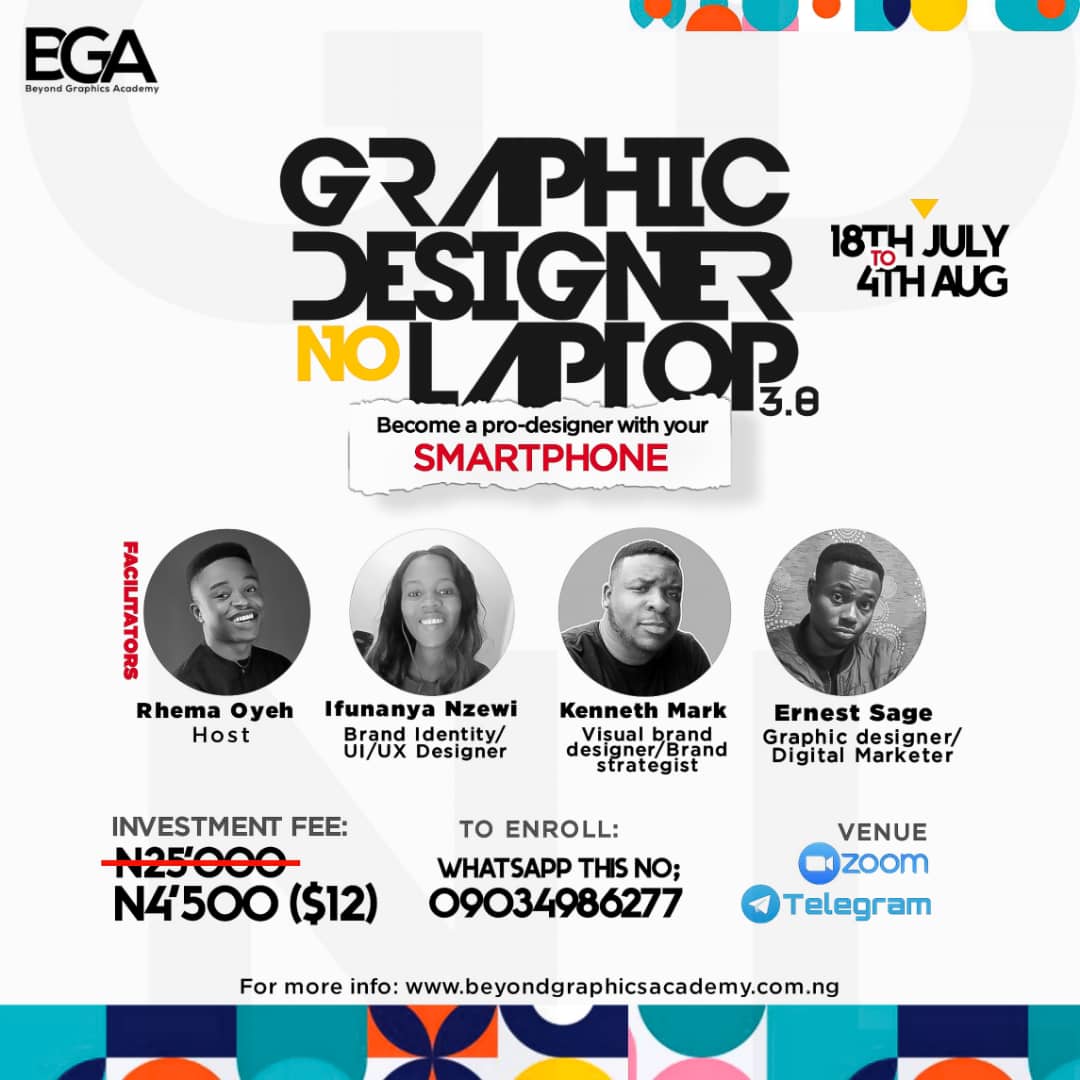 BGA
Beyond Graphics Academy
GRAPHIC
DESIGNER
NO LAPTOP 3.0
18TH JULY
TO
4TH AUG
Become a pro-designer with your
SMARTPHONE
FACILITATORS
Rhema Oyeh
Host
Ifunanya Nzewi
Brand Identity/
UI/UX Designer
Kenneth Mark
Visual brand
designer/Brand
strategist
Ernest Sage
Graphic designer/
Digital Marketer
INVESTMENT FEE:
N25'000
N4'500 ($12)
TO ENROLL:
WHATSAPP THIS NO;
09034986277
VENUE
zoom
Telegram
For more info: www.beyondgraphicsacademy.com.ng